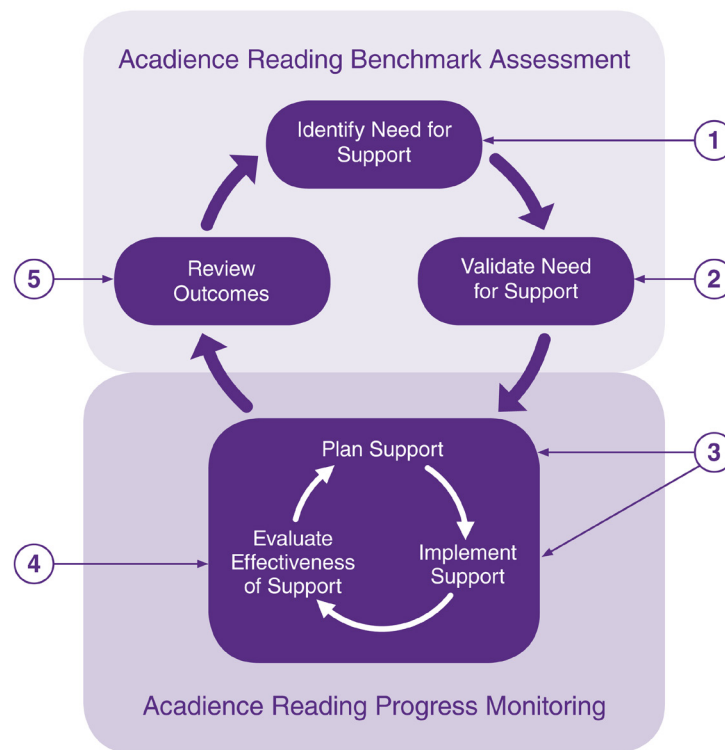 Acadience Reading Benchmark Assessment
Identify Need for
Support
1
Review
Outcomes
5
Validate Need
for Support
2
Plan Support
3
Evaluate
Effectiveness
of Support
4
Implement
Support
Acadience Reading Progress Monitoring